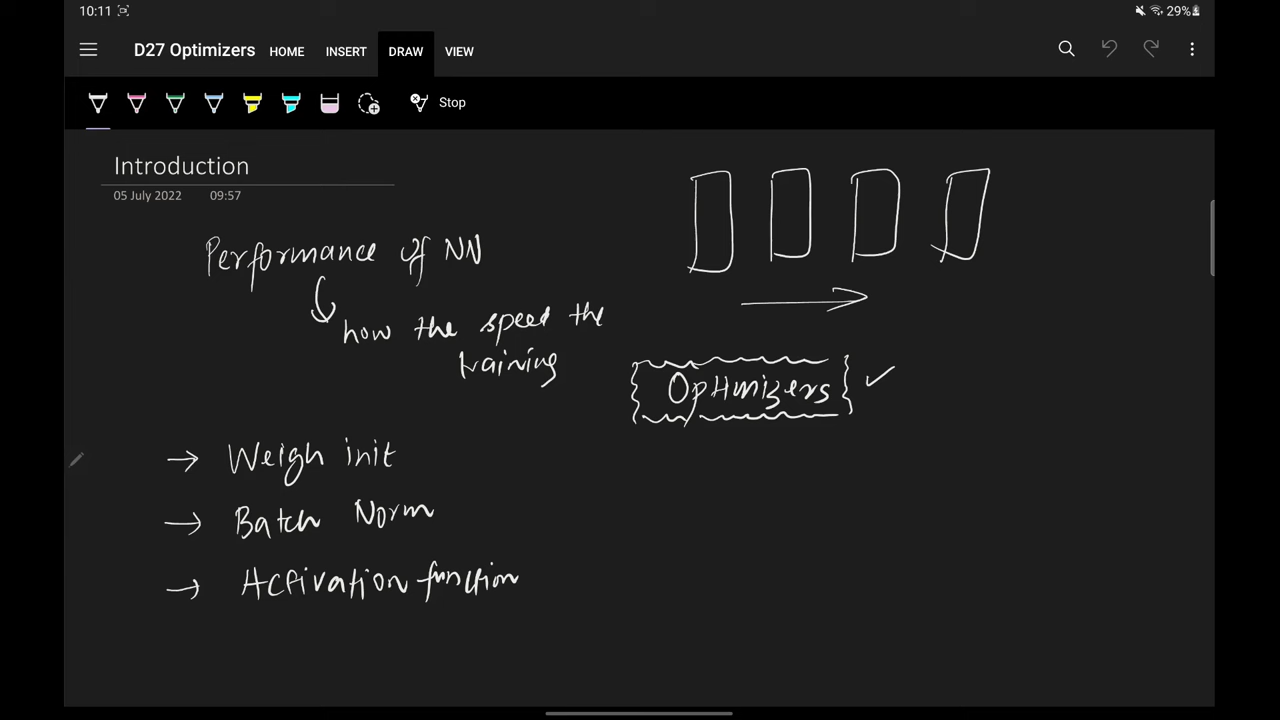 10:11 29%
D27 Optimizers HOME INSERT DRAW VIEW
Stop
Introduction
05 July 2022 09:57
Performance of NN
how the speed the
training
Optimizers
→ Weigh init
→ Batch Norm
→ Activation function